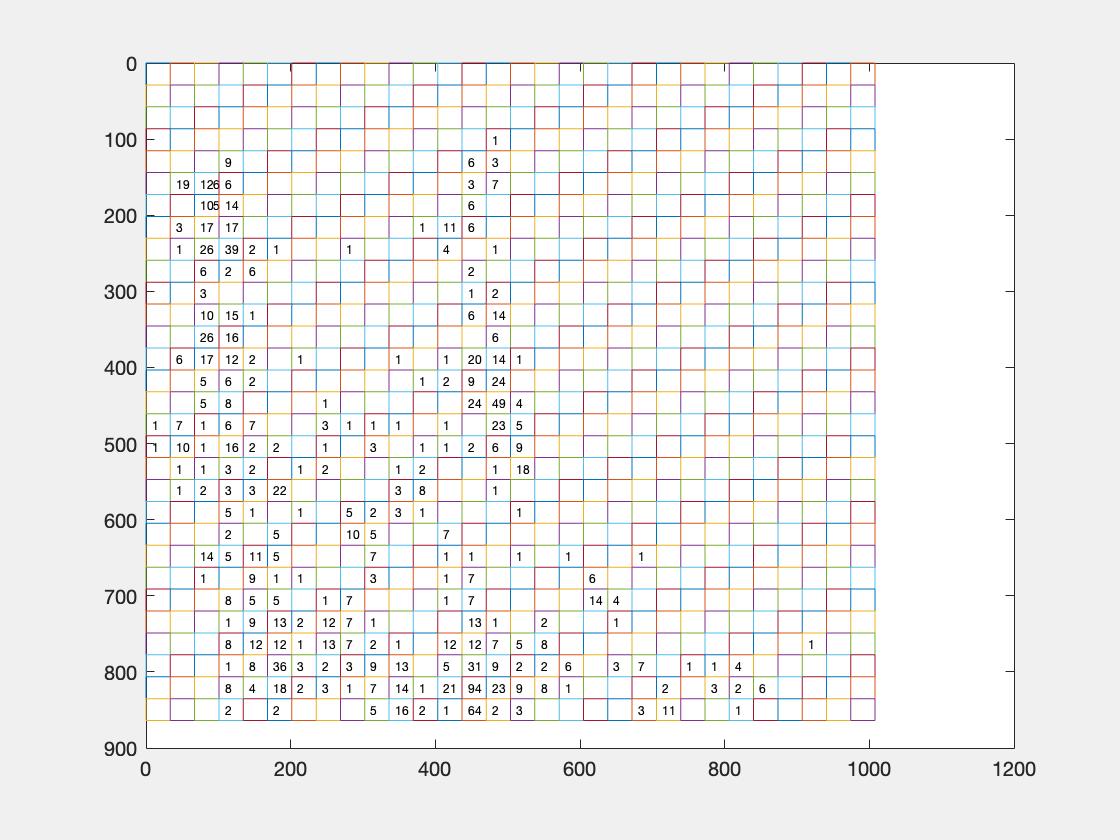 0
100 1
9 6 3
19 126 6 3 7
105 14 6
200
3 17 17 1 11 6
1 26 39 2 1 1 4 1
6 2 6 2
300 3 1 2
10 15 1 6 14
26 16 6
6 17 12 2 1 1 1 20 14 1
400
5 6 2 1 2 9 24
5 8 1 24 49 4
1 7 1 6 7 3 1 1 1 1 23 5
500 1 10 1 16 2 2 1 3 1 1 2 6 9
1 1 3 2 1 2 1 2 1 18
1 2 3 3 22 3 8 1
5 1 1 5 2 3 1 1
600
2 5 10 5 7
14 5 11 5 7 1 1 1 1 1
1 9 1 1 3 1 7 6
700 8 5 5 1 7 1 7 14 4
1 9 13 2 12 7 1 13 1 2 1
8 12 12 1 13 7 2 1 12 12 7 5 8 1
800 1 8 36 3 2 3 9 13 5 31 9 2 2 6 3 7 1 1 4
8 4 18 2 3 1 7 14 1 21 94 23 9 8 1 2 3 2 6
2 2 5 16 2 1 64 2 3 3 11 1
900
0 200 400 600 800 1000 1200